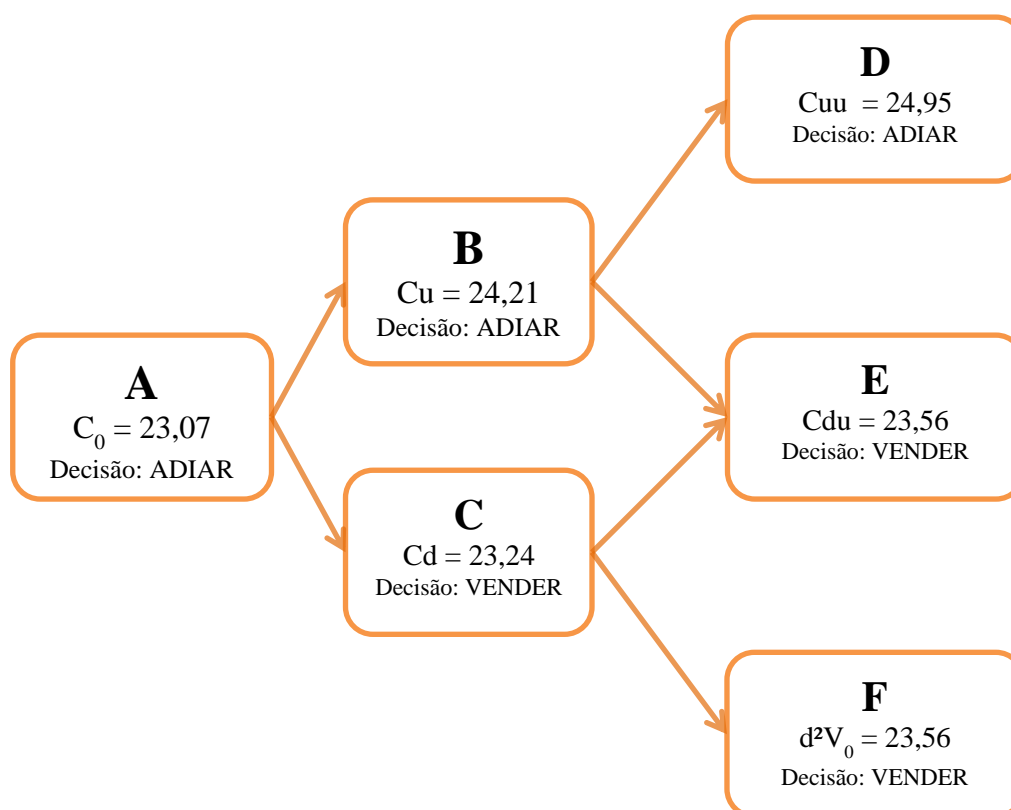 A
C₀ = 23,07
Decisão: ADIAR
B
Cu = 24,21
Decisão: ADIAR
C
Cd = 23,24
Decisão: VENDER
D
Cuu = 24,95
Decisão: ADIAR
E
Cdu = 23,56
Decisão: VENDER
F
d²V₀ = 23,56
Decisão: VENDER